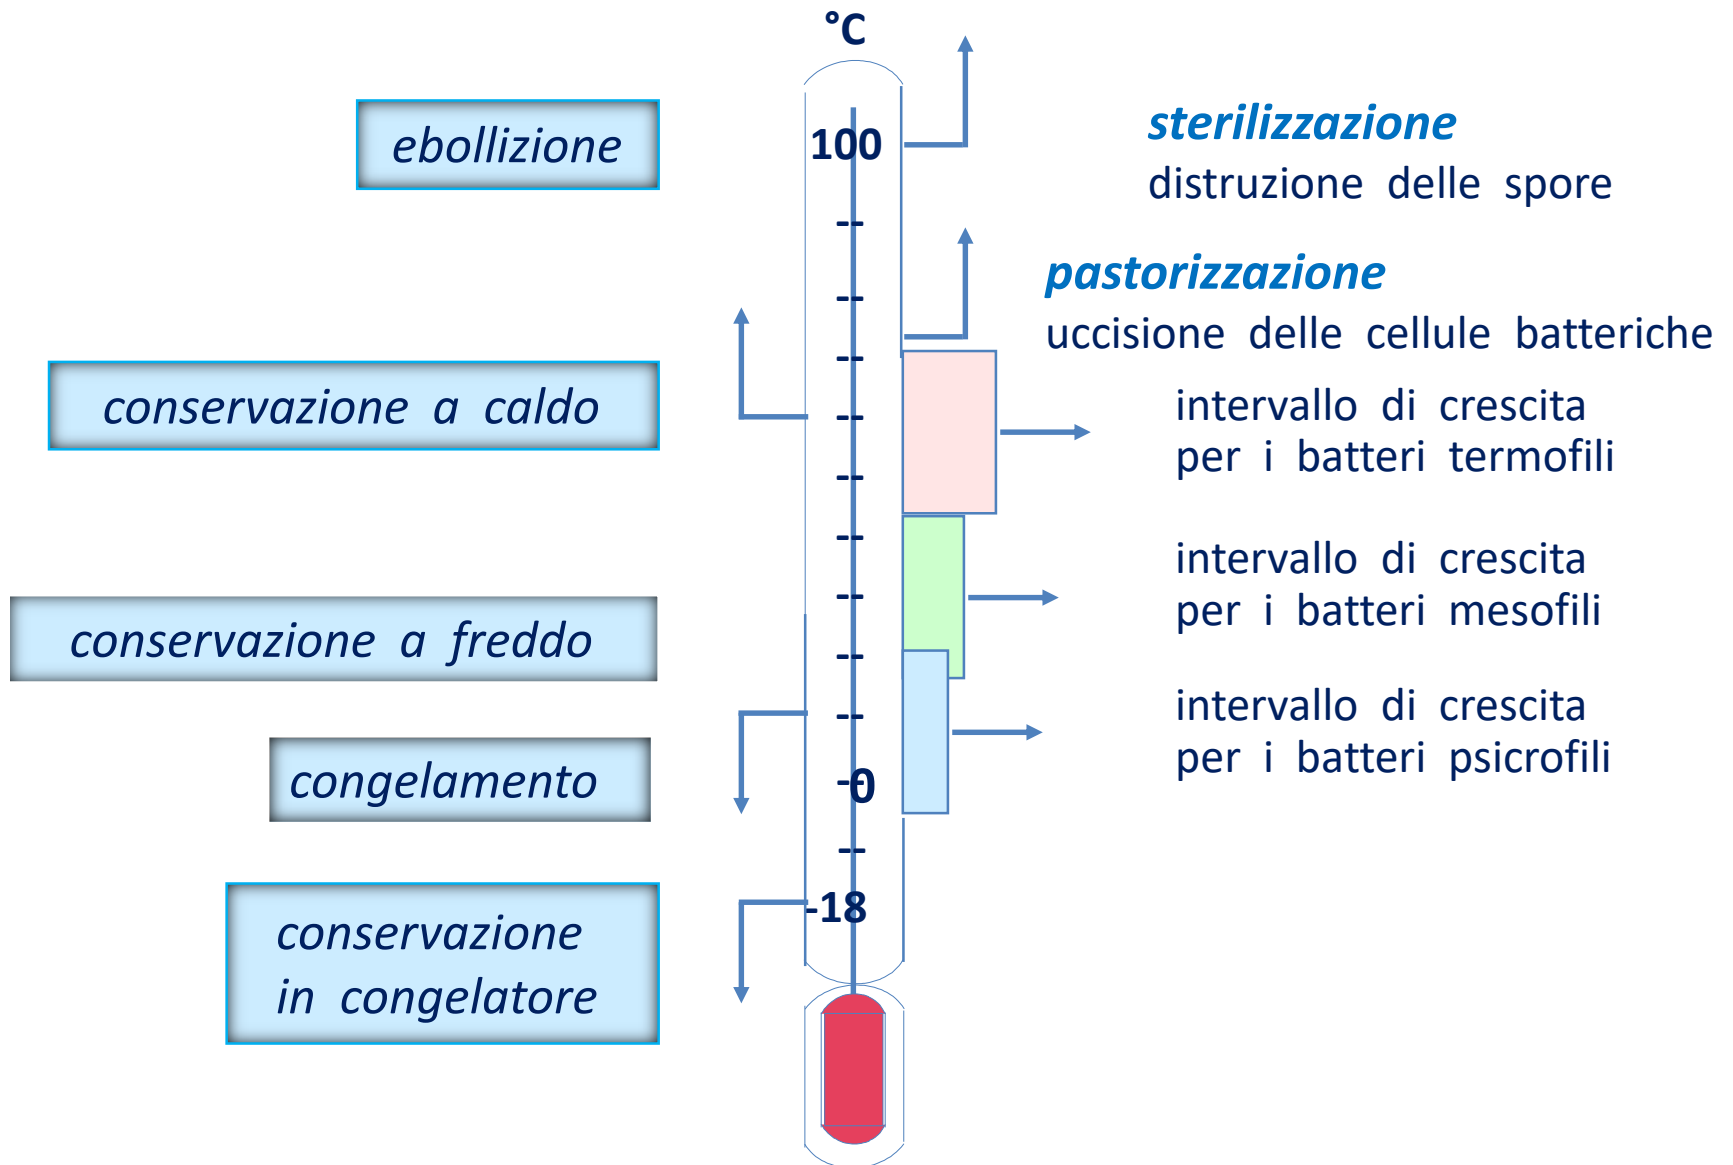 °C
ebollizione
100
sterilizzazione
distruzione delle spore
pastorizzazione
uccisione delle cellule batteriche
conservazione a caldo
intervallo di crescita
per i batteri termofili
intervallo di crescita
per i batteri mesofili
conservazione a freddo
intervallo di crescita
per i batteri psicrofili
congelamento
0
-18
conservazione
in congelatore